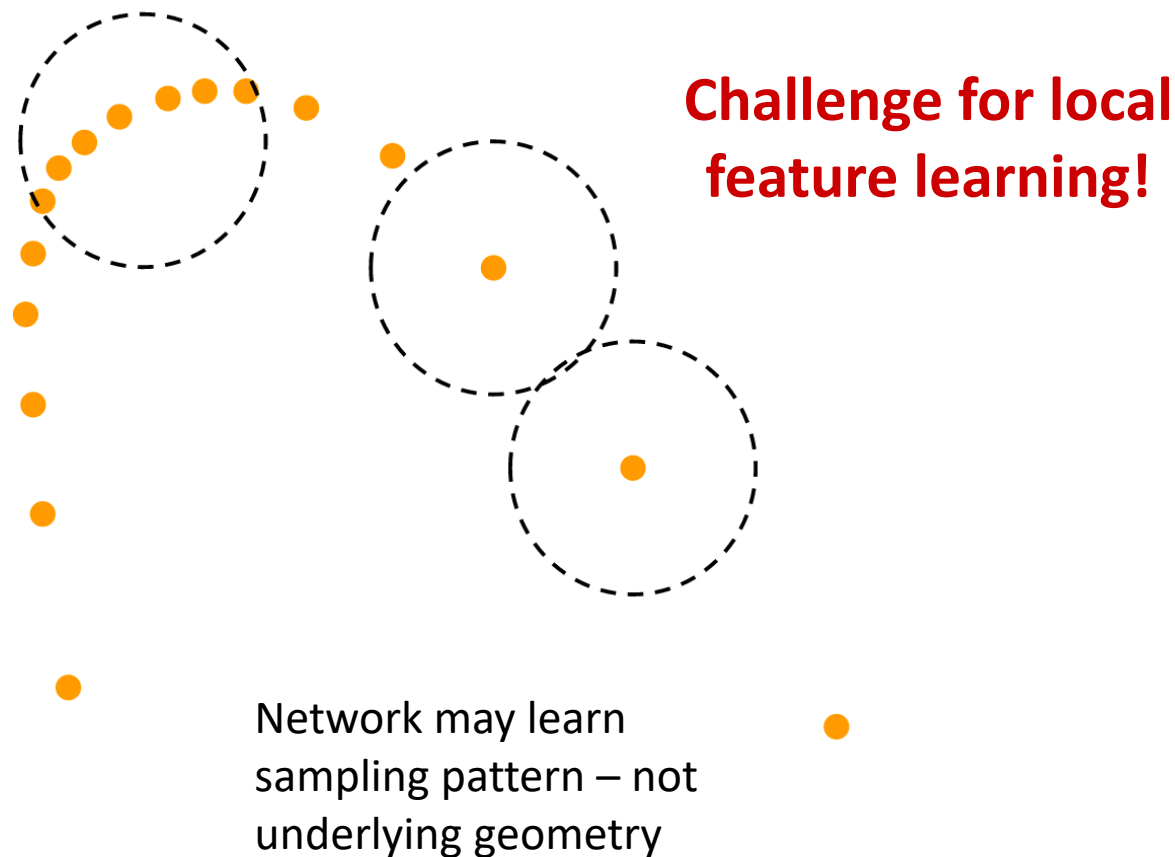 Challenge for local
feature learning!
Network may learn
sampling pattern – not
underlying geometry